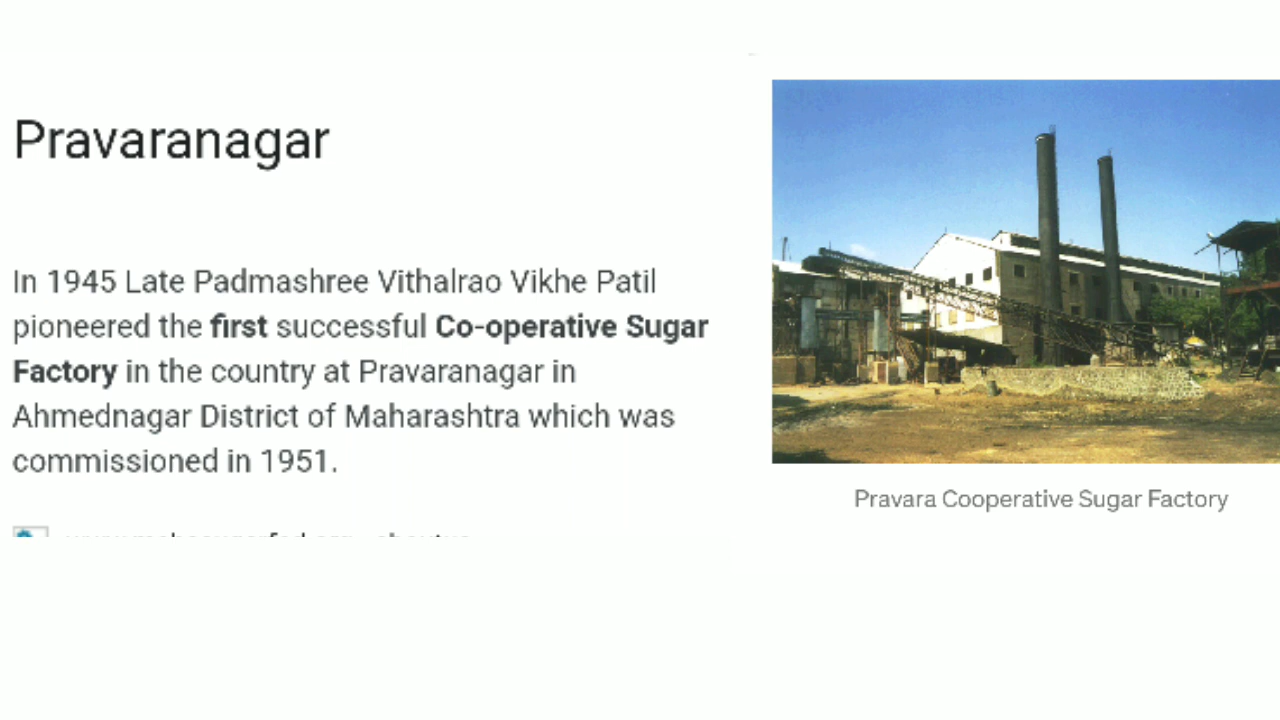 Pravaranagar
In 1945 Late Padmashree Vithalrao Vikhe Patil
pioneered the first successful Co-operative Sugar
Factory in the country at Pravaranagar in
Ahmednagar District of Maharashtra which was
commissioned in 1951.
Pravara Cooperative Sugar Factory